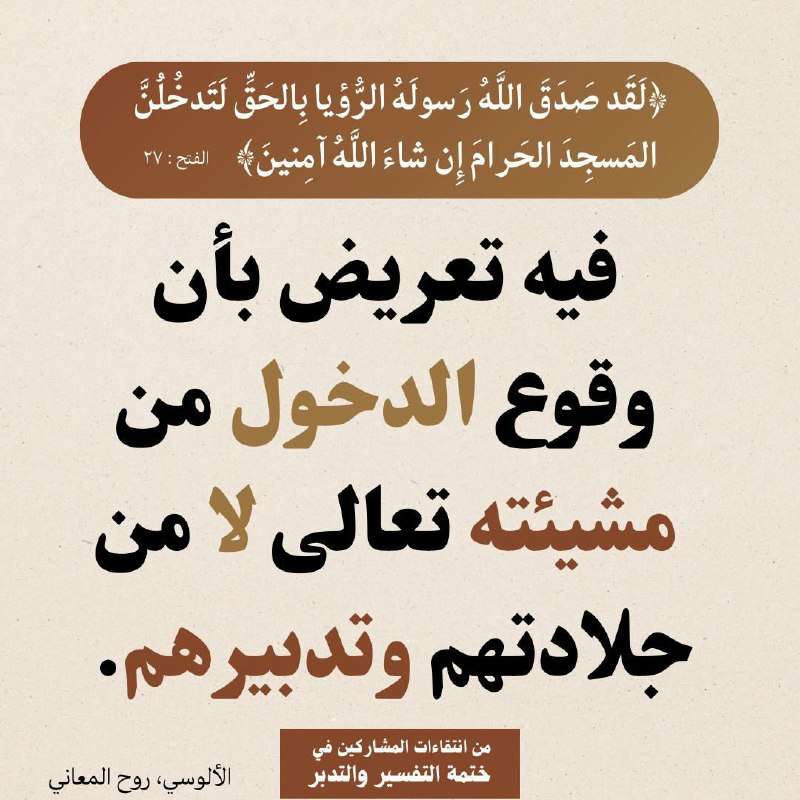 ﴿لَقَد صَدَقَ اللَّهُ رَسولَهُ الرُّؤيا بِالحَقِّ لَتَدخُلُنَّ
المَسجِدَ الحَرامَ إِن شاءَ اللَّهُ آمِنينَ﴾ الفتح : ٢٧
فيه تعريض بأن
وقوع الدخول من
مشيئته تعالى لا من
جلادتهم وتدبيرهم.
من انتقاءات المشاركين في
ختمة التفسير والتدبر
الألوسي، روح المعاني